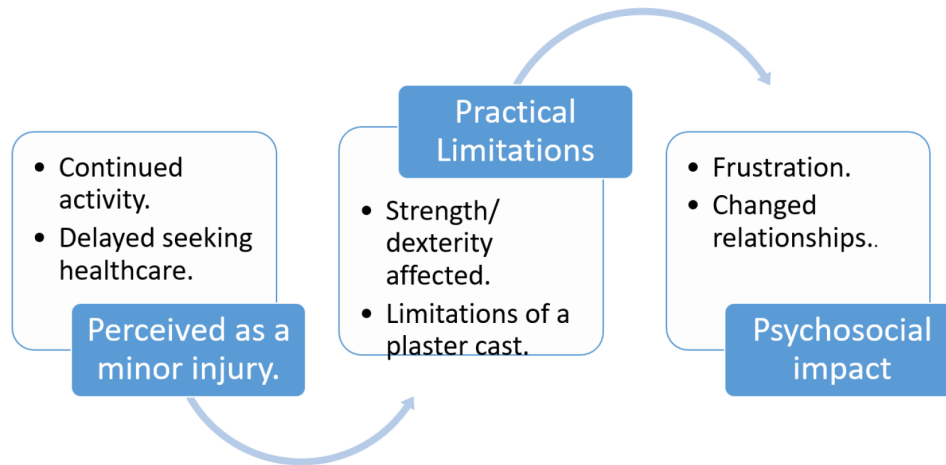 • Continued
activity.
• Delayed seeking
healthcare.
Perceived as a
minor injury.
Practical
Limitations
• Strength/
dexterity
affected.
• Limitations of a
plaster cast.
• Frustration.
• Changed
relationships..
Psychosocial
impact